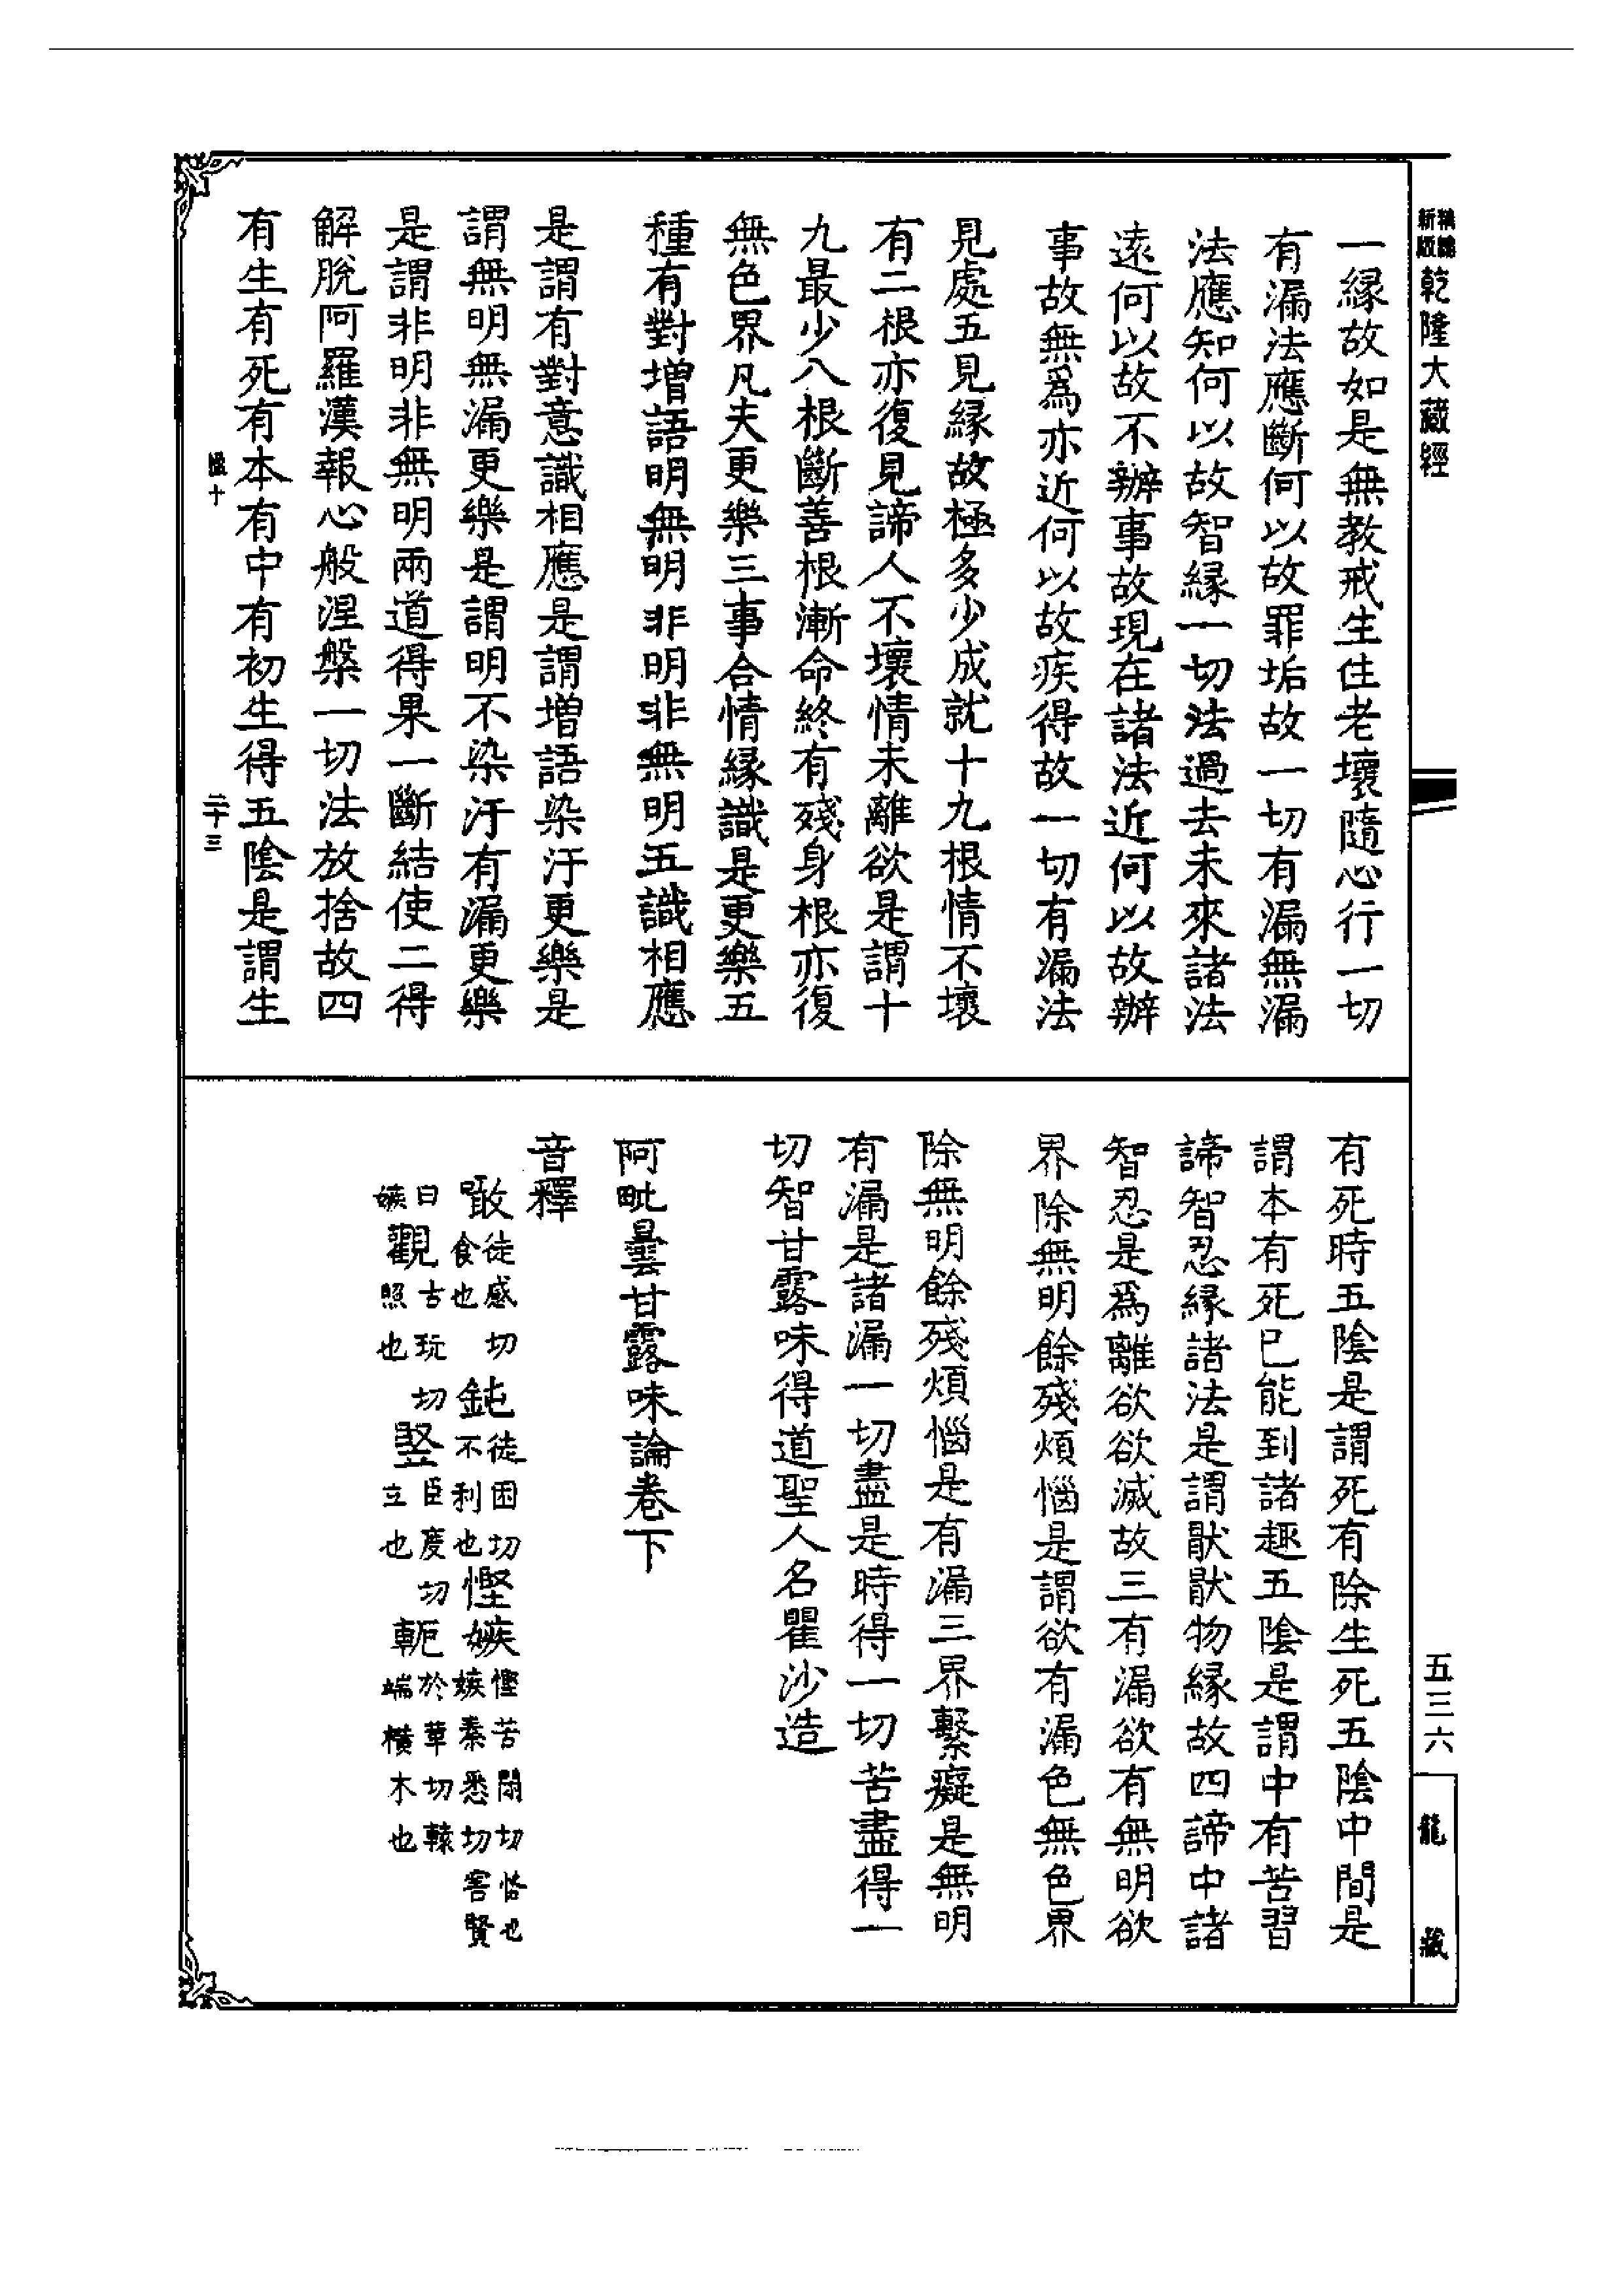 乾隆大藏經
一緣故如是無教戒生住老壞隨心行一切
有漏法應斷何以故罪垢故一切有漏無漏
法應知何以故智緣一切法過去未來諸法
遠何以故不辦事故現在諸法近何以故辦
事故無為亦近何以故疾得故一切有漏法
見處五見緣故極多少成就十九根情不壞
有二根亦復見諦人不壞情未離欲是謂十
九最少八根斷善根漸命終有殘身根亦復
無色界凡夫更樂三事合情緣識是更樂五
種有對增語明無明非明非無明五識相應
是謂有對意識相應是謂增語染汙更樂是
謂無明無漏更樂是謂明不染汙有漏更樂
是謂非明非無明兩道得果一斷結使二得
解脫阿羅漢報心般涅槃一切法放捨故四
有生有死有本有中有初生得五陰是謂生
二十三
有死時五陰是謂死有除生死五陰中間是
謂本有死已能到諸趣五陰是謂中有苦習
諦智忍緣諸法是謂猒猒物緣故四諦中諸
智忍是為離欲欲滅故三有漏欲有無明欲
界除無明餘殘煩惱是謂欲有漏色無色界
除無明餘殘煩惱是有漏三界繫癡是無明
有漏是諸漏一切盡是時得一切苦盡得一
切智甘露味得道聖人名瞿沙造
阿毗曇甘露味論卷下
音釋
噉徒感切食也 鈍徒困切不利也 慳嫉慳苦閑切悋也嫉秦悉切害賢
曰嫉 觀古玩切照也 竪臣庾切立也 軛於革切轅端橫木也
五三六
龍藏